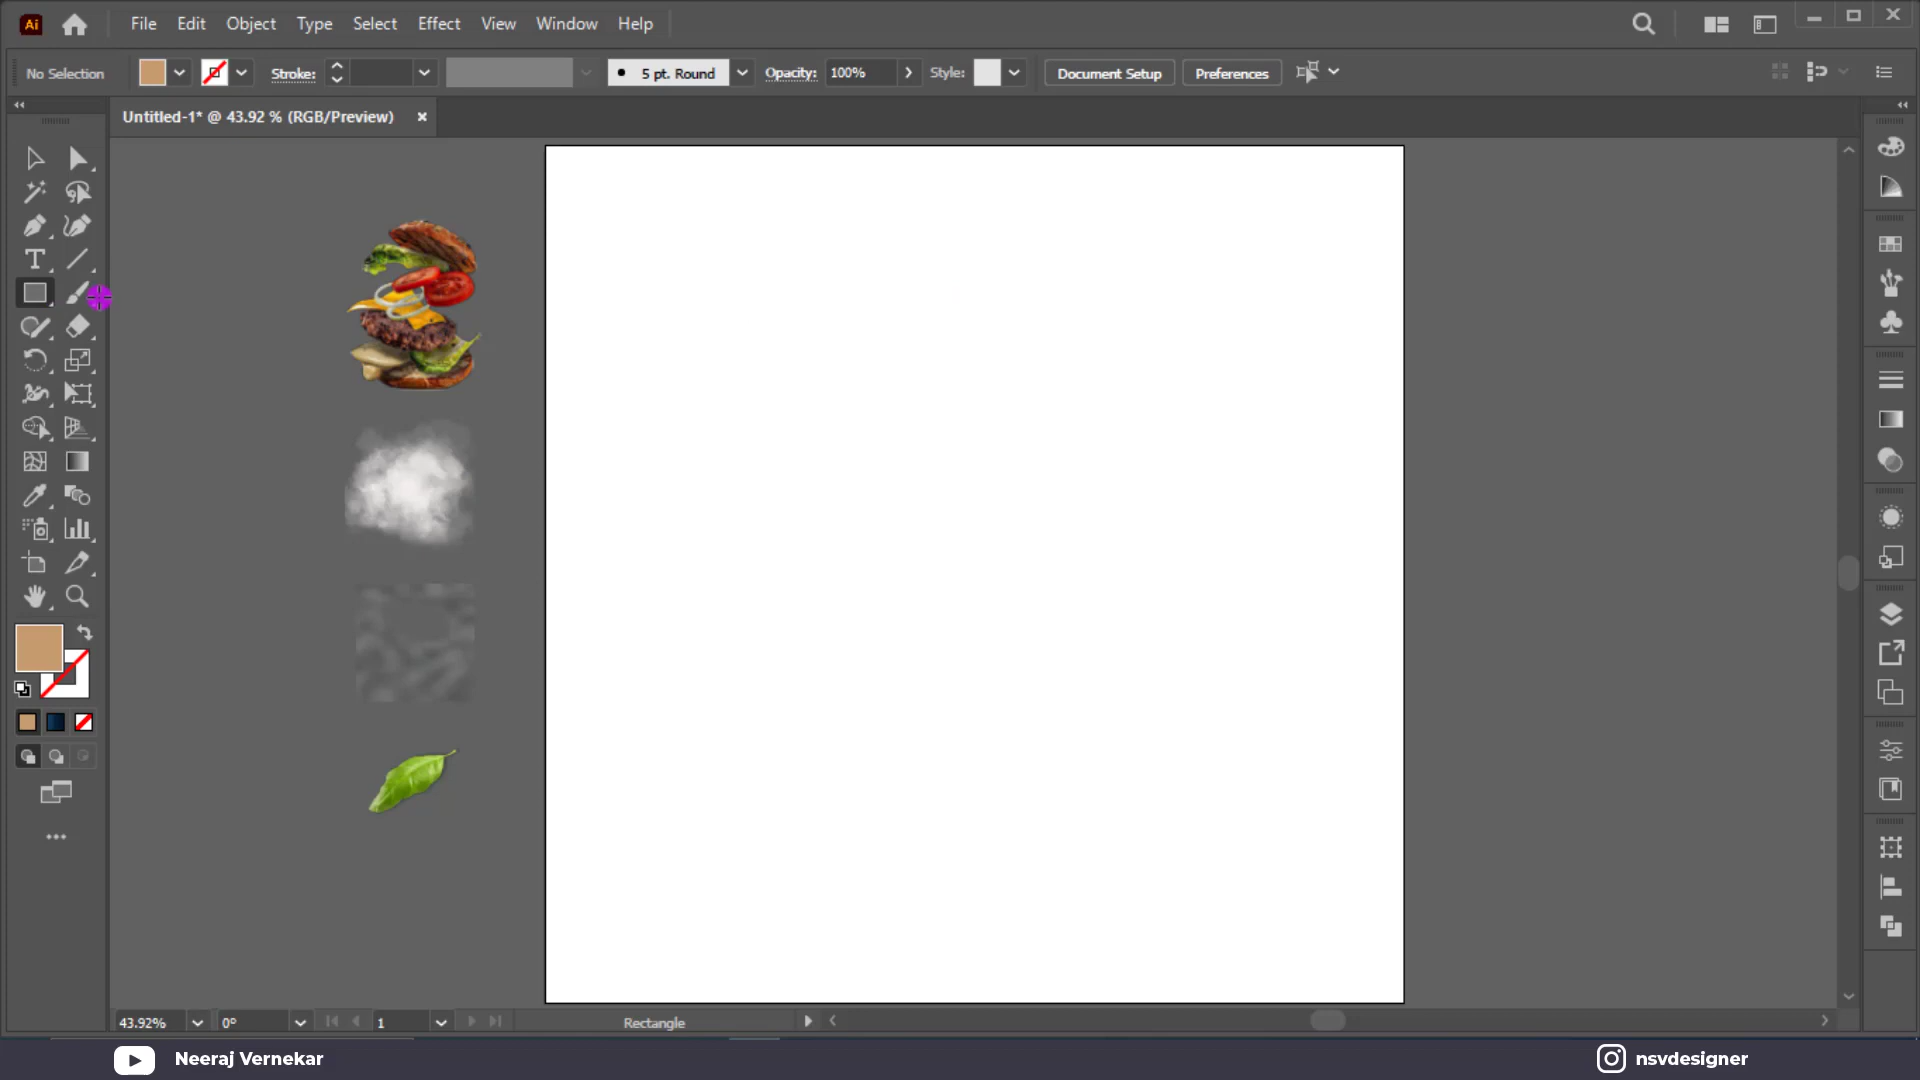 Ai
File Edit Object Type Select Effect View Window Help
No Selection Stroke: 5 pt. Round Opacity: 100% Style: Document Setup Preferences
Untitled-1* @ 43.92 % (RGB/Preview)
43.92% 0° 1 Rectangle
Neeraj Vernekar nsvdesigner